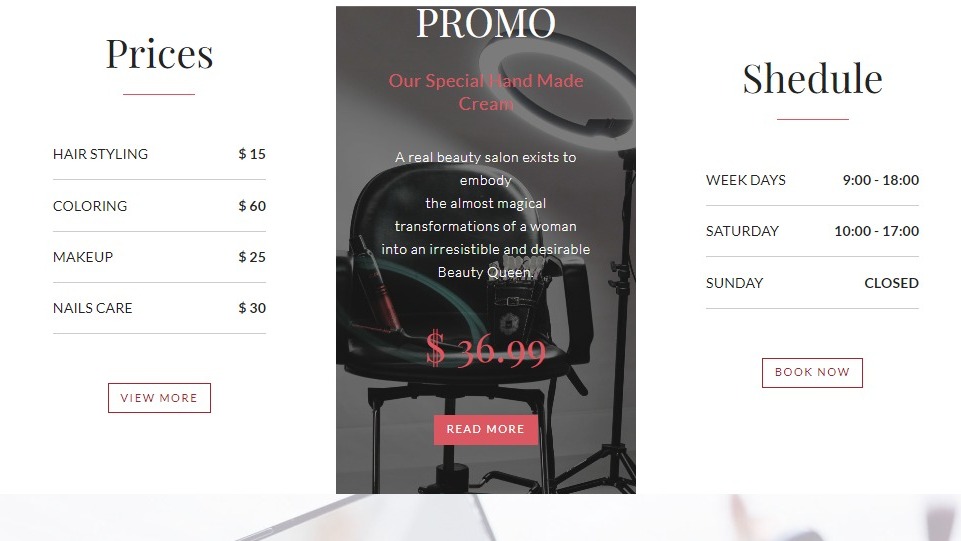 Prices
HAIR STYLING $ 15
COLORING $ 60
MAKEUP $ 25
NAILS CARE $ 30
VIEW MORE
PROMO
Our Special Hand Made
Cream
A real beauty salon exists to
embody
the almost magical
transformations of a woman
into an irresistible and desirable
Beauty Queen.
$ 36.99
READ MORE
Shedule
WEEK DAYS 9:00 - 18:00
SATURDAY 10:00 - 17:00
SUNDAY CLOSED
BOOK NOW